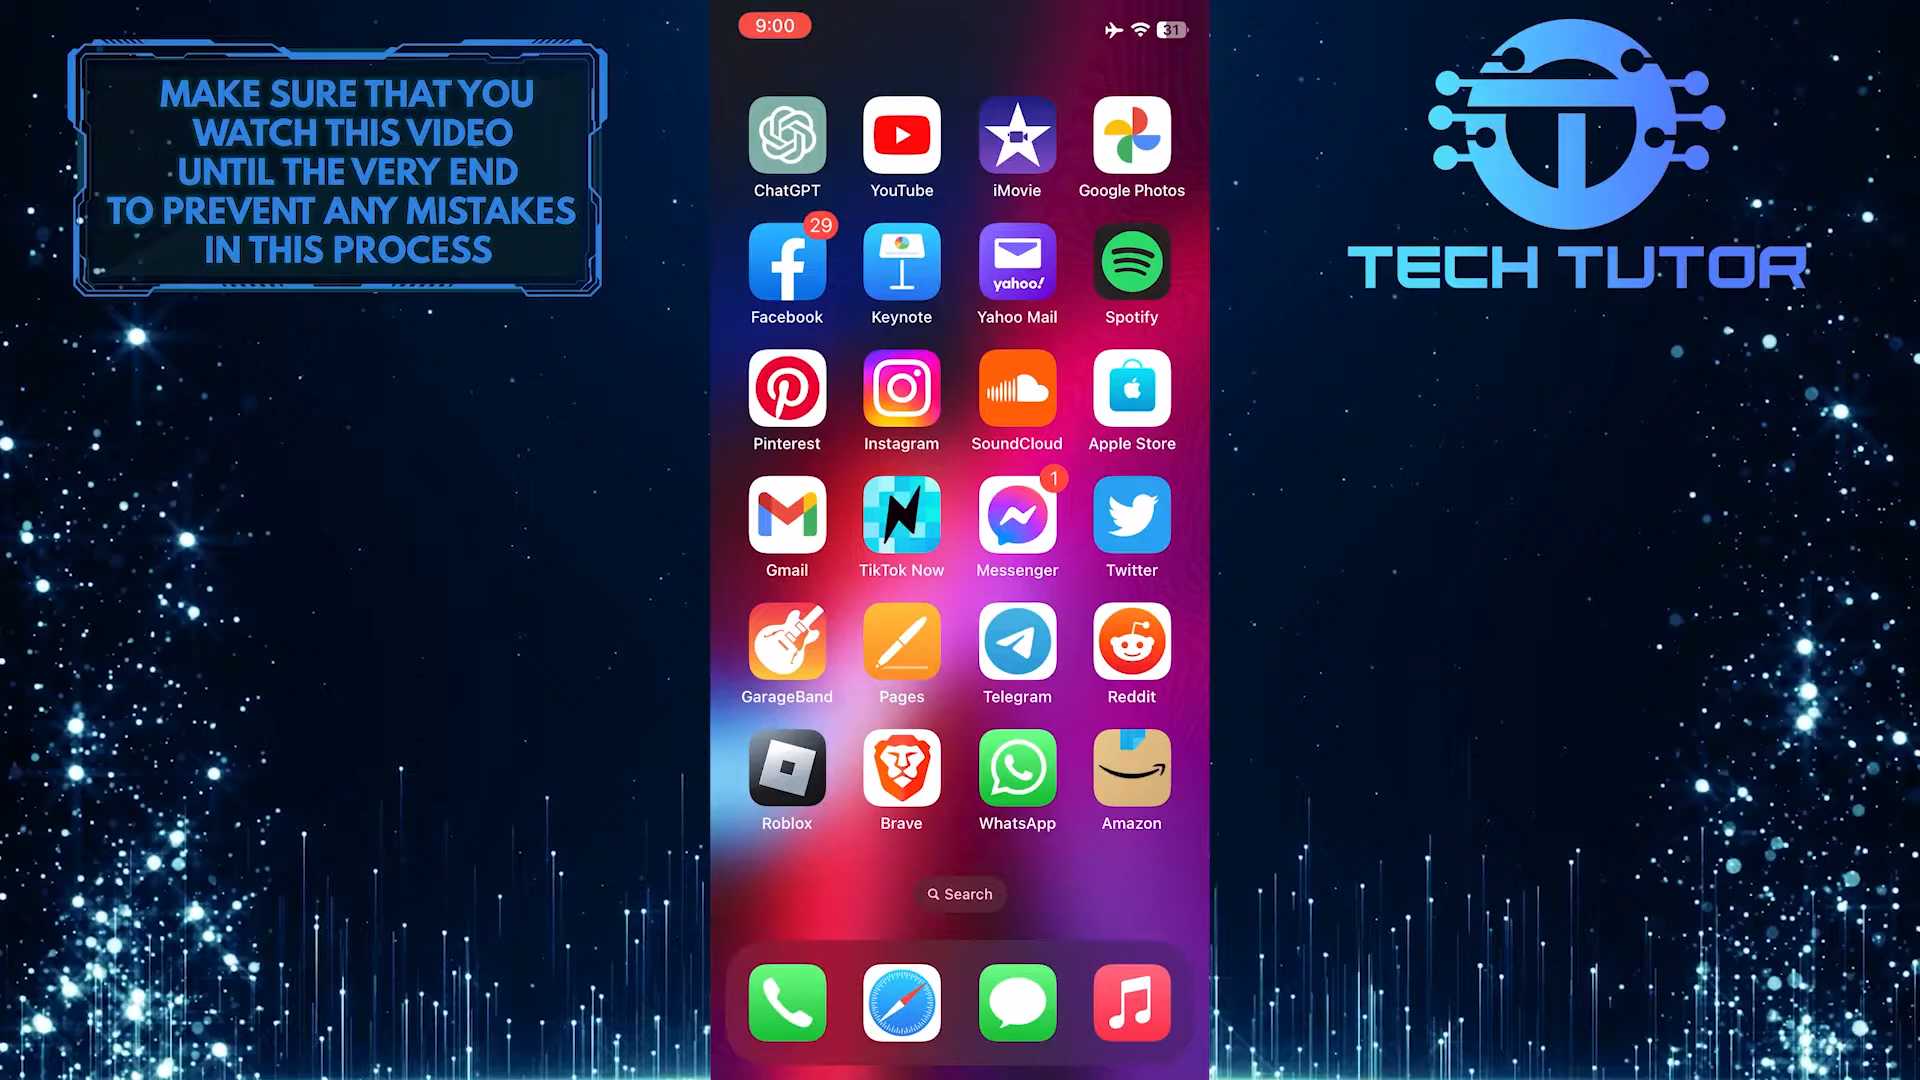 MAKE SURE THAT YOU
WATCH THIS VIDEO
UNTIL THE VERY END
TO PREVENT ANY MISTAKES
IN THIS PROCESS
9:00
31
ChatGPT
YouTube
iMovie
Google Photos
29
yahoo!
Facebook
Keynote
Yahoo Mail
Spotify
Pinterest
Instagram
SoundCloud
Apple Store
1
Gmail
TikTok Now
Messenger
Twitter
GarageBand
Pages
Telegram
Reddit
Roblox
Brave
WhatsApp
Amazon
Search
TECH TUTOR